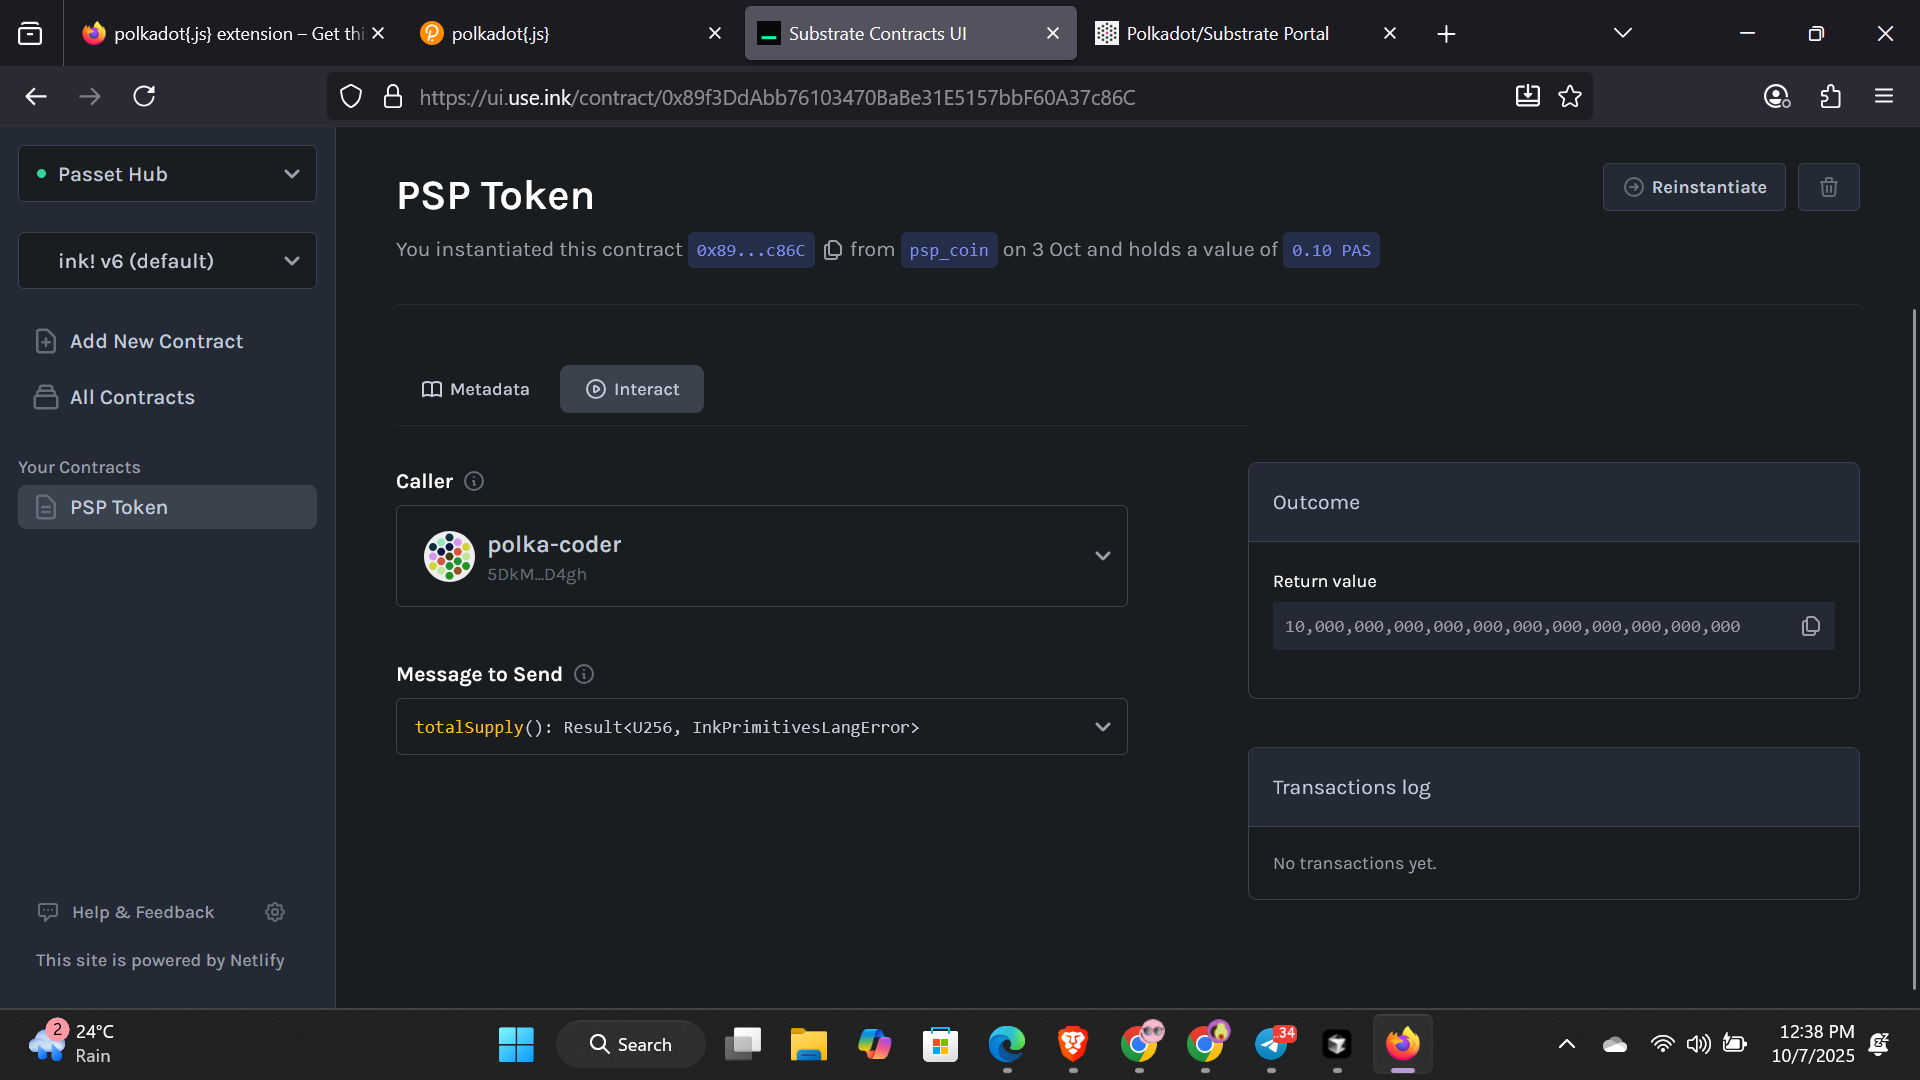 polkadot{.js} extension – Get thi
polkadot{.js}
Substrate Contracts UI
Polkadot/Substrate Portal
https://ui.use.ink/contract/0x89f3DdAbb76103470BaBe31E5157bbF60A37c86C
Passet Hub
ink! v6 (default)
Add New Contract
All Contracts
Your Contracts
PSP Token
Help & Feedback
This site is powered by Netlify
PSP Token
Reinstantiate
You instantiated this contract 0x89...c86C from psp_coin on 3 Oct and holds a value of 0.10 PAS
Metadata
Interact
Caller
polka-coder
5DkM...D4gh
Message to Send
totalSupply(): Result<U256, InkPrimitivesLangError>
Outcome
Return value
10,000,000,000,000,000,000,000,000,000,000,000
Transactions log
No transactions yet.
2
24°C
Rain
Search
34
12:38 PM
10/7/2025